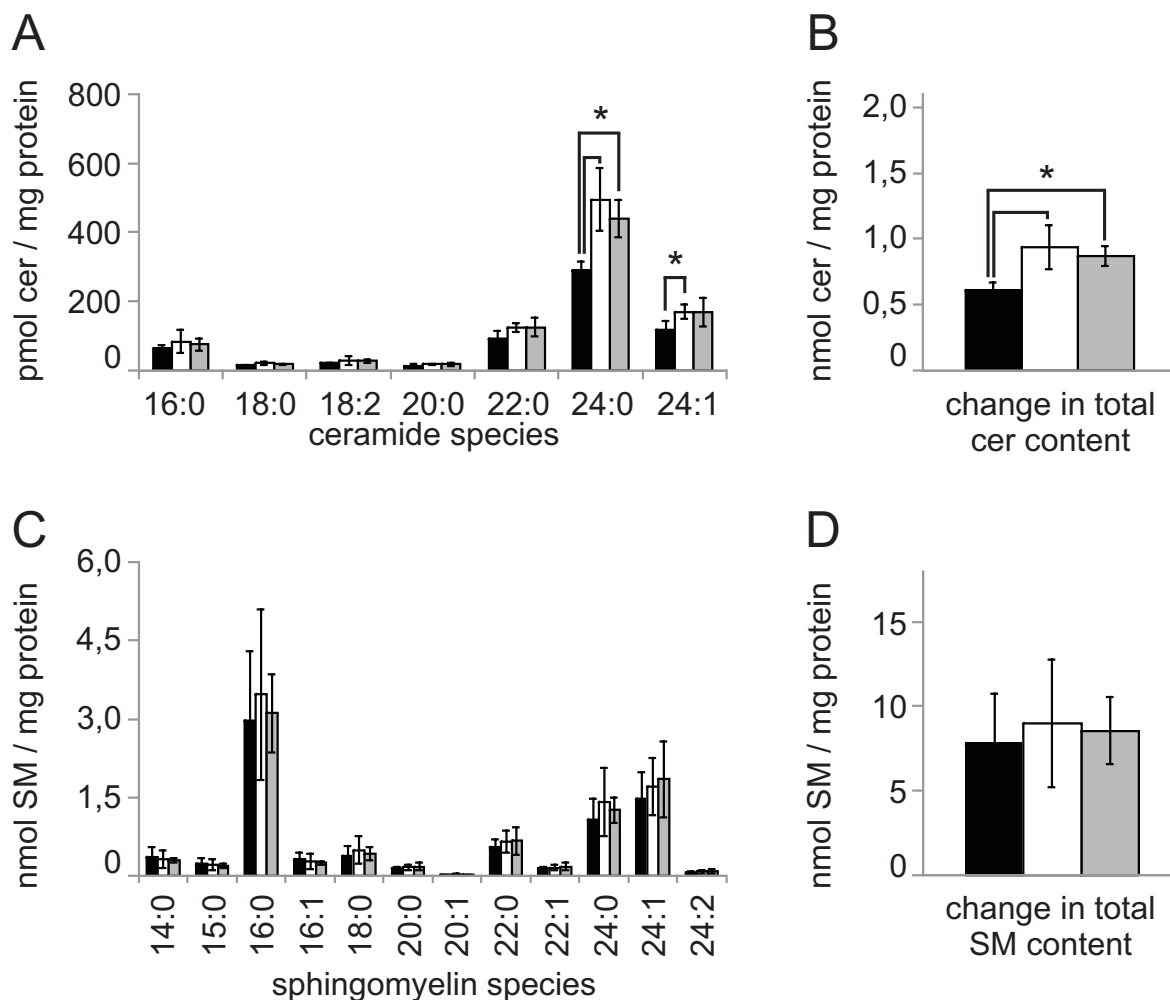 A
pmol cer / mg protein
800
600
400
200
0
*
*
16:0 18:0 18:2 20:0 22:0 24:0 24:1
ceramide species
B
nmol cer / mg protein
2,0
1,5
1,0
0,5
0
*
change in total
cer content
C
nmol SM / mg protein
6,0
4,5
3,0
1,5
0
14:0 15:0 16:0 16:1 18:0 20:0 20:1 22:0 22:1 24:0 24:1 24:2
sphingomyelin species
D
nmol SM / mg protein
15
10
5
0
change in total
SM content